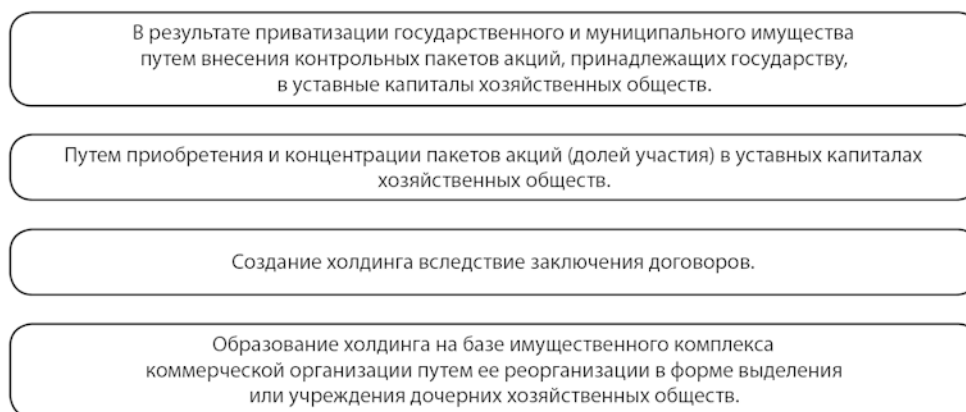 В результате приватизации государственного и муниципального имущества
путем внесения контрольных пакетов акций, принадлежащих государству,
в уставные капиталы хозяйственных обществ.
Путем приобретения и концентрации пакетов акций (долей участия) в уставных капиталах
хозяйственных обществ.
Создание холдинга вследствие заключения договоров.
Образование холдинга на базе имущественного комплекса
коммерческой организации путем ее реорганизации в форме выделения
или учреждения дочерних хозяйственных обществ.